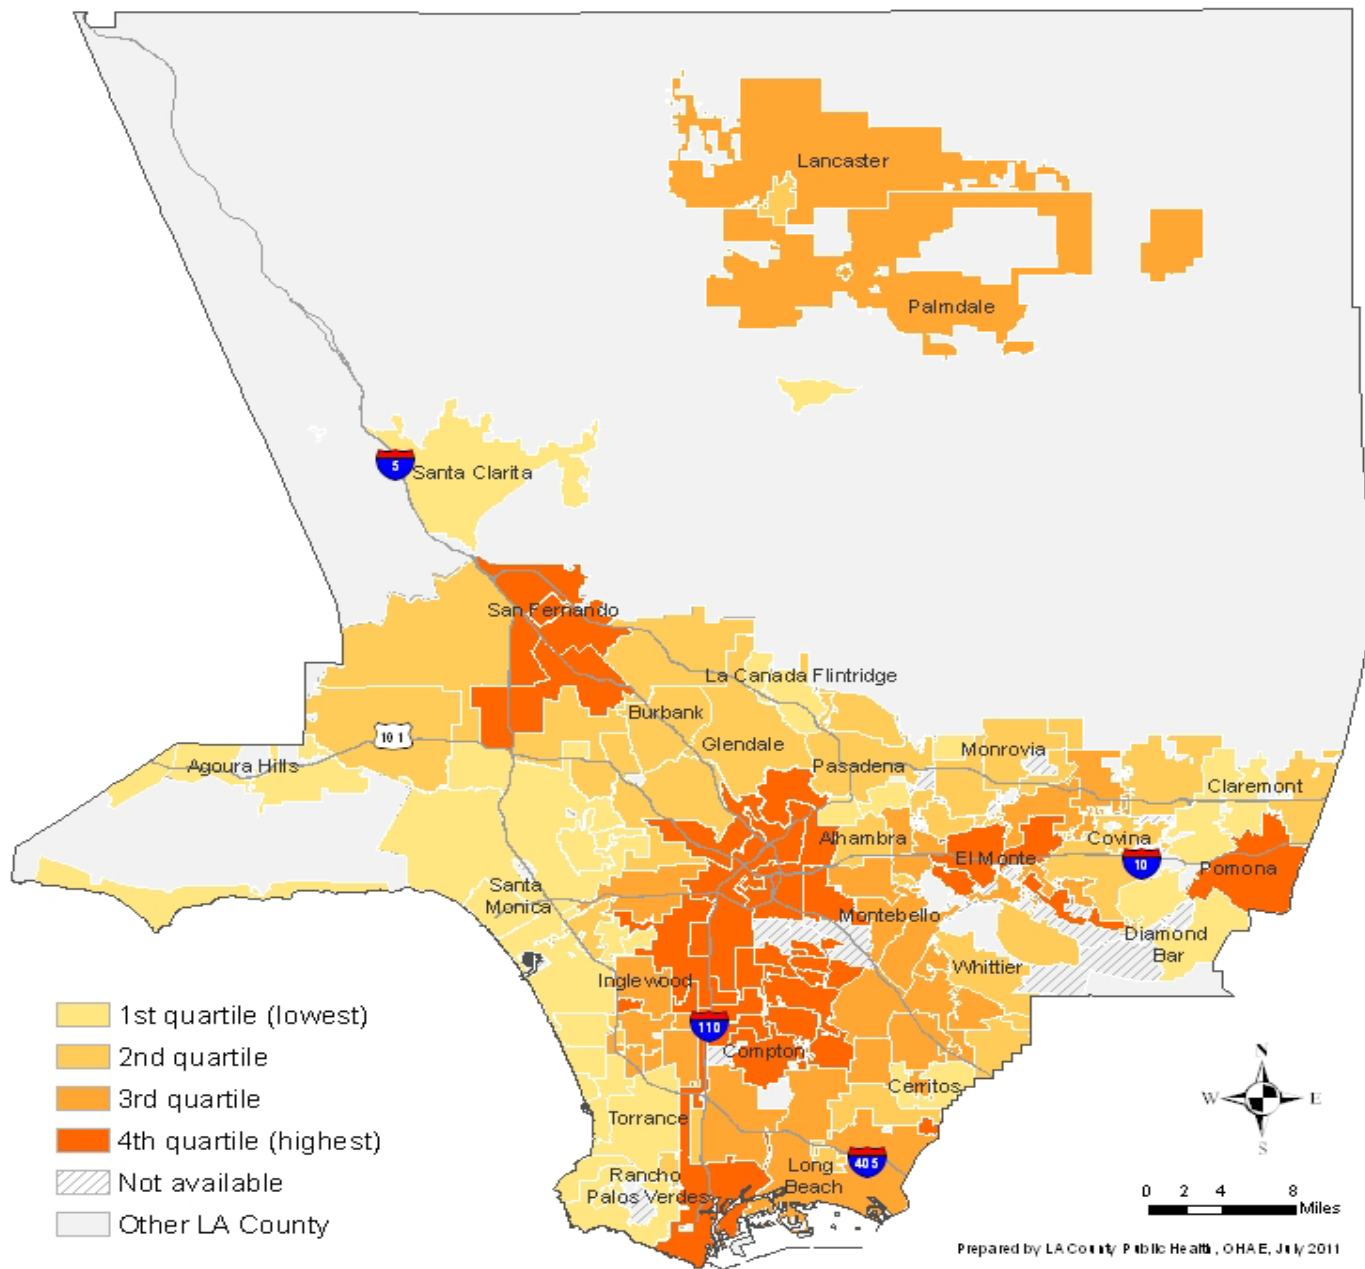 Lancaster
Palmdale
5
Santa Clarita
San Fernando
La Canada Flintridge
Burbank
10 1
Glendale
Monrovia
Agoura Hills
Pasadena
Claremont
Alhambra
Covina
El Monte
10
Pomona
Santa
Monica
Montebello
Diamond
Bar
Whittier
Inglewood
110
Compton
Cerritos
Torrance
405
Long
Beach
Rancho
Palos Verdes
1st quartile (lowest)
2nd quartile
3rd quartile
4th quartile (highest)
Not available
Other LA County
N
W E
S
0 2 4 8
Miles
Prepared by LA County Public Health, OHAE, July 2011